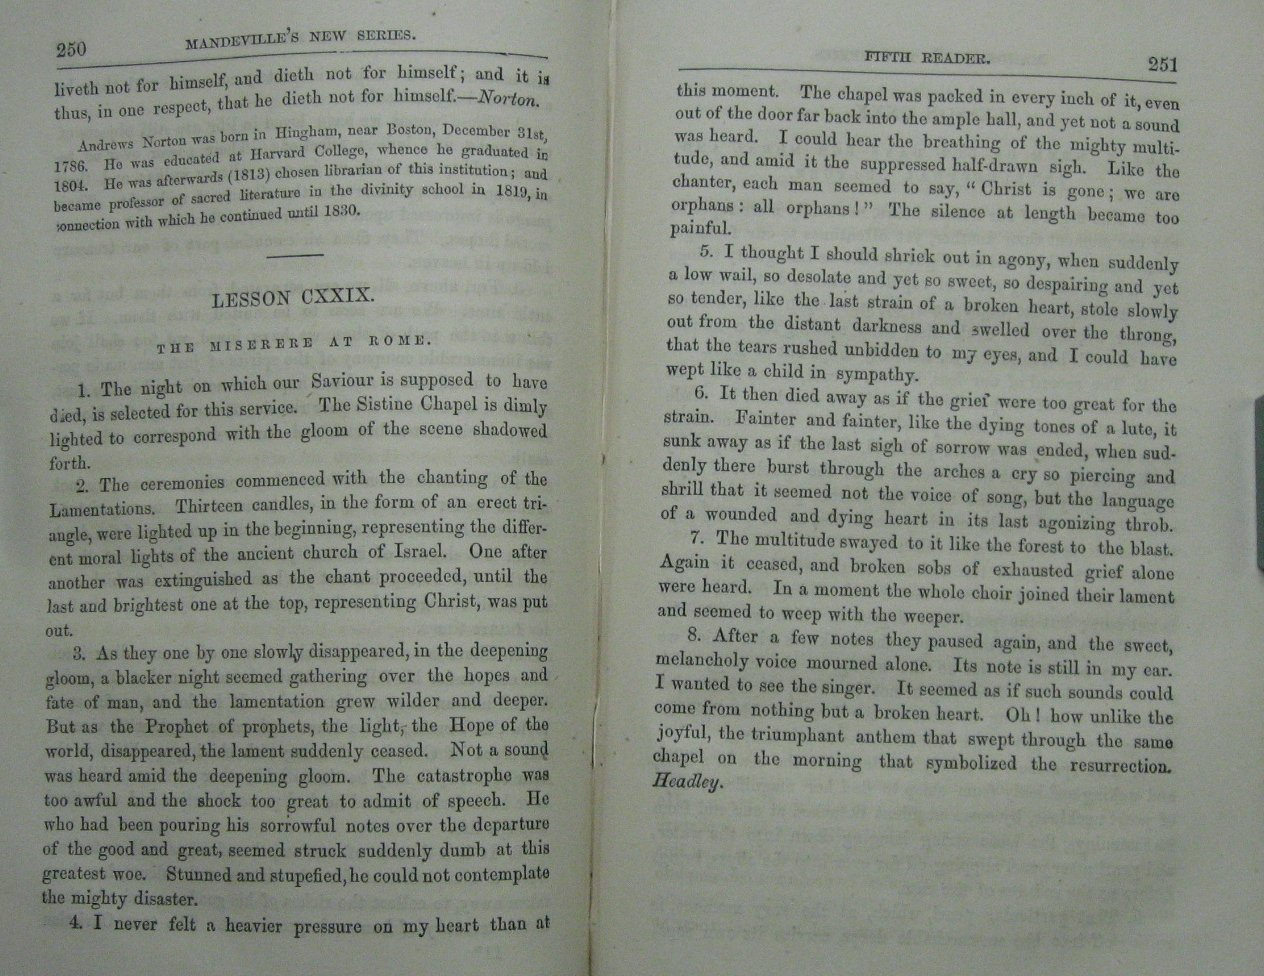 250
MANDEVILLE'S NEW SERIES.
liveth not for himself, and dieth not for himself; and it is
thus, in one respect, that he dieth not for himself.—Norton.
Andrews Norton was born in Hingham, near Boston, December 31st,
1786. He was educated at Harvard College, whence he graduated in
1804. He was afterwards (1813) chosen librarian of this institution; and
became professor of sacred literature in the divinity school in 1819, in
connection with which he continued until 1830.
LESSON CXXIX.
THE MISERERE AT ROME.
1. The night on which our Saviour is supposed to have
died, is selected for this service. The Sistine Chapel is dimly
lighted to correspond with the gloom of the scene shadowed
forth.
2. The ceremonies commenced with the chanting of the
Lamentations. Thirteen candles, in the form of an erect tri-
angle, were lighted up in the beginning, representing the differ-
ent moral lights of the ancient church of Israel. One after
another was extinguished as the chant proceeded, until the
last and brightest one at the top, representing Christ, was put
out.
3. As they one by one slowly disappeared, in the deepening
gloom, a blacker night seemed gathering over the hopes and
fate of man, and the lamentation grew wilder and deeper.
But as the Prophet of prophets, the light, the Hope of the
world, disappeared, the lament suddenly ceased. Not a sound
was heard amid the deepening gloom. The catastrophe was
too awful and the shock too great to admit of speech. He
who had been pouring his sorrowful notes over the departure
of the good and great, seemed struck suddenly dumb at this
greatest woe. Stunned and stupefied, he could not contemplate
the mighty disaster.
4. I never felt a heavier pressure on my heart than at
FIFTH READER.
251
this moment. The chapel was packed in every inch of it, even
out of the door far back into the ample hall, and yet not a sound
was heard. I could hear the breathing of the mighty multi-
tude, and amid it the suppressed half-drawn sigh. Like the
chanter, each man seemed to say, "Christ is gone; we are
orphans: all orphans!" The silence at length became too
painful.
5. I thought I should shriek out in agony, when suddenly
a low wail, so desolate and yet so sweet, so despairing and yet
so tender, like the last strain of a broken heart, stole slowly
out from the distant darkness and swelled over the throng,
that the tears rushed unbidden to my eyes, and I could have
wept like a child in sympathy.
6. It then died away as if the grief were too great for the
strain. Fainter and fainter, like the dying tones of a lute, it
sunk away as if the last sigh of sorrow was ended, when sud-
denly there burst through the arches a cry so piercing and
shrill that it seemed not the voice of song, but the language
of a wounded and dying heart in its last agonizing throb.
7. The multitude swayed to it like the forest to the blast.
Again it ceased, and broken sobs of exhausted grief alone
were heard. In a moment the whole choir joined their lament
and seemed to weep with the weeper.
8. After a few notes they paused again, and the sweet,
melancholy voice mourned alone. Its note is still in my ear.
I wanted to see the singer. It seemed as if such sounds could
come from nothing but a broken heart. Oh! how unlike the
joyful, the triumphant anthem that swept through the same
chapel on the morning that symbolized the resurrection.
Headley.